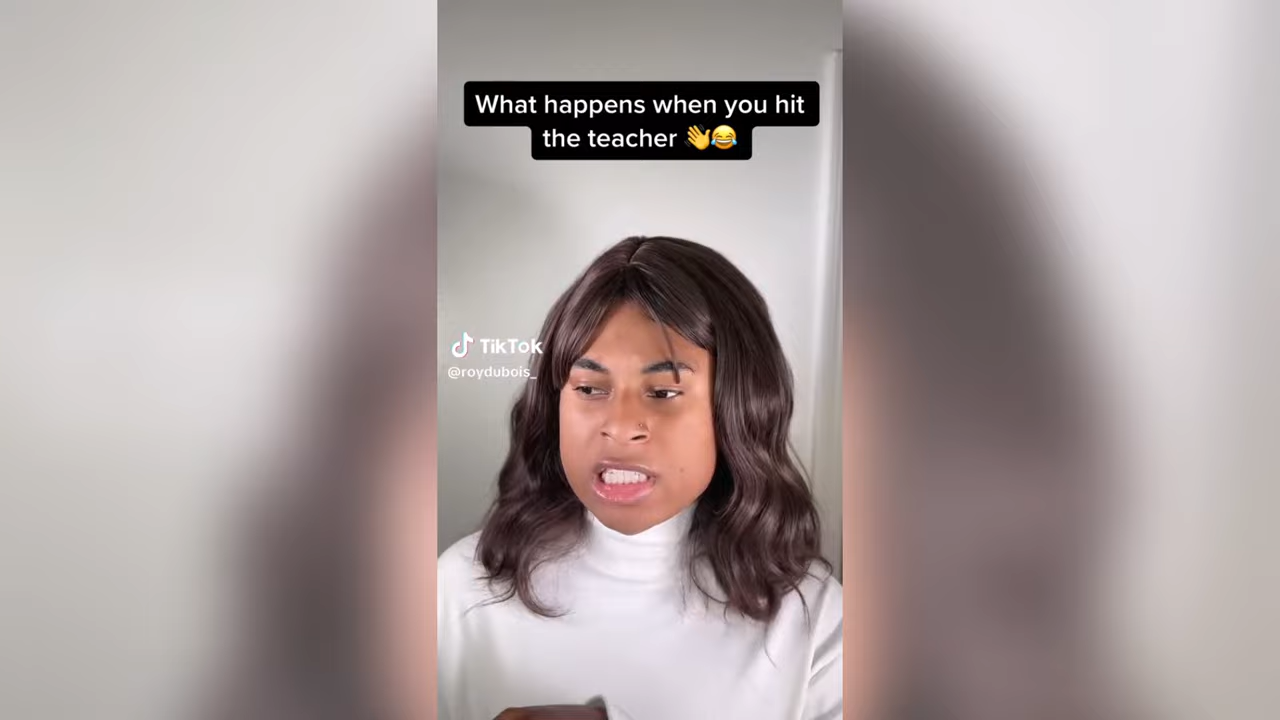 What happens when you hit
the teacher 👋😂
TikTok
@roydubois_